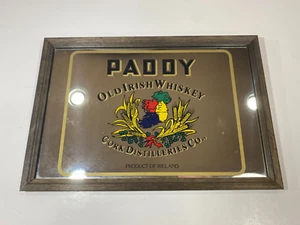 PADDY
OLD IRISH WHISKEY
CORK DISTILLERIES CO.
PRODUCT OF IRELAND